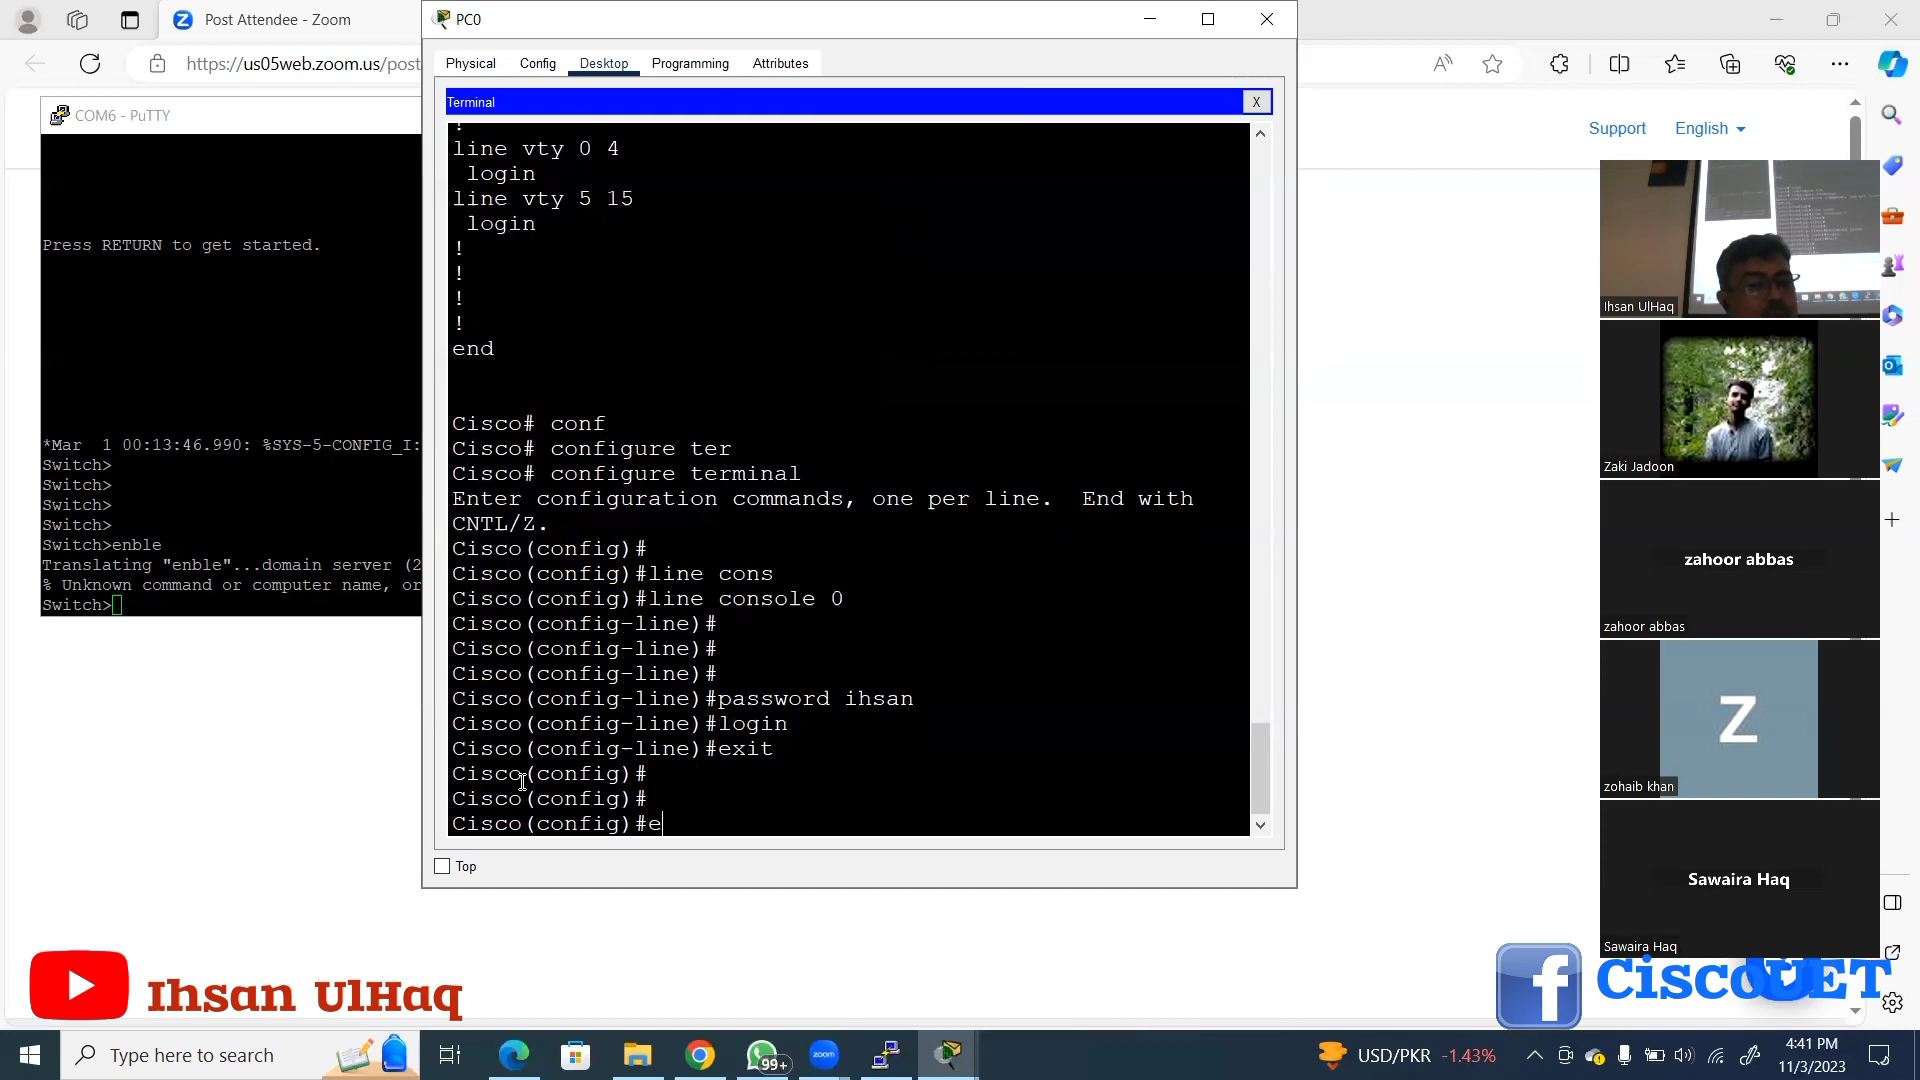 Post Attendee - Zoom
https://us05web.zoom.us/post
PC0
Physical
Config
Desktop
Programming
Attributes
Support
English
COM6 - PuTTY
Press RETURN to get started.
*Mar  1 00:13:46.990: %SYS-5-CONFIG_I:
Switch>
Switch>
Switch>
Switch>
Switch>enble
Translating "enble"...domain server (2
% Unknown command or computer name, or
Switch>
Terminal
X
!
line vty 0 4
login
line vty 5 15
login
!
!
!
!
end
Cisco# conf
Cisco# configure ter
Cisco# configure terminal
Enter configuration commands, one per line.  End with
CNTL/Z.
Cisco(config)#
Cisco(config)#line cons
Cisco(config)#line console 0
Cisco(config-line)#
Cisco(config-line)#
Cisco(config-line)#
Cisco(config-line)#password ihsan
Cisco(config-line)#login
Cisco(config-line)#exit
Cisco(config)#
Cisco(config)#
Cisco(config)#e
Top
Ihsan UlHaq
Zaki Jadoon
zahoor abbas
zahoor abbas
Z
zohaib khan
Sawaira Haq
Sawaira Haq
Ihsan UlHaq
f
CiscoUET
Type here to search
99+
zoom
USD/PKR -1.43%
4:41 PM
11/3/2023